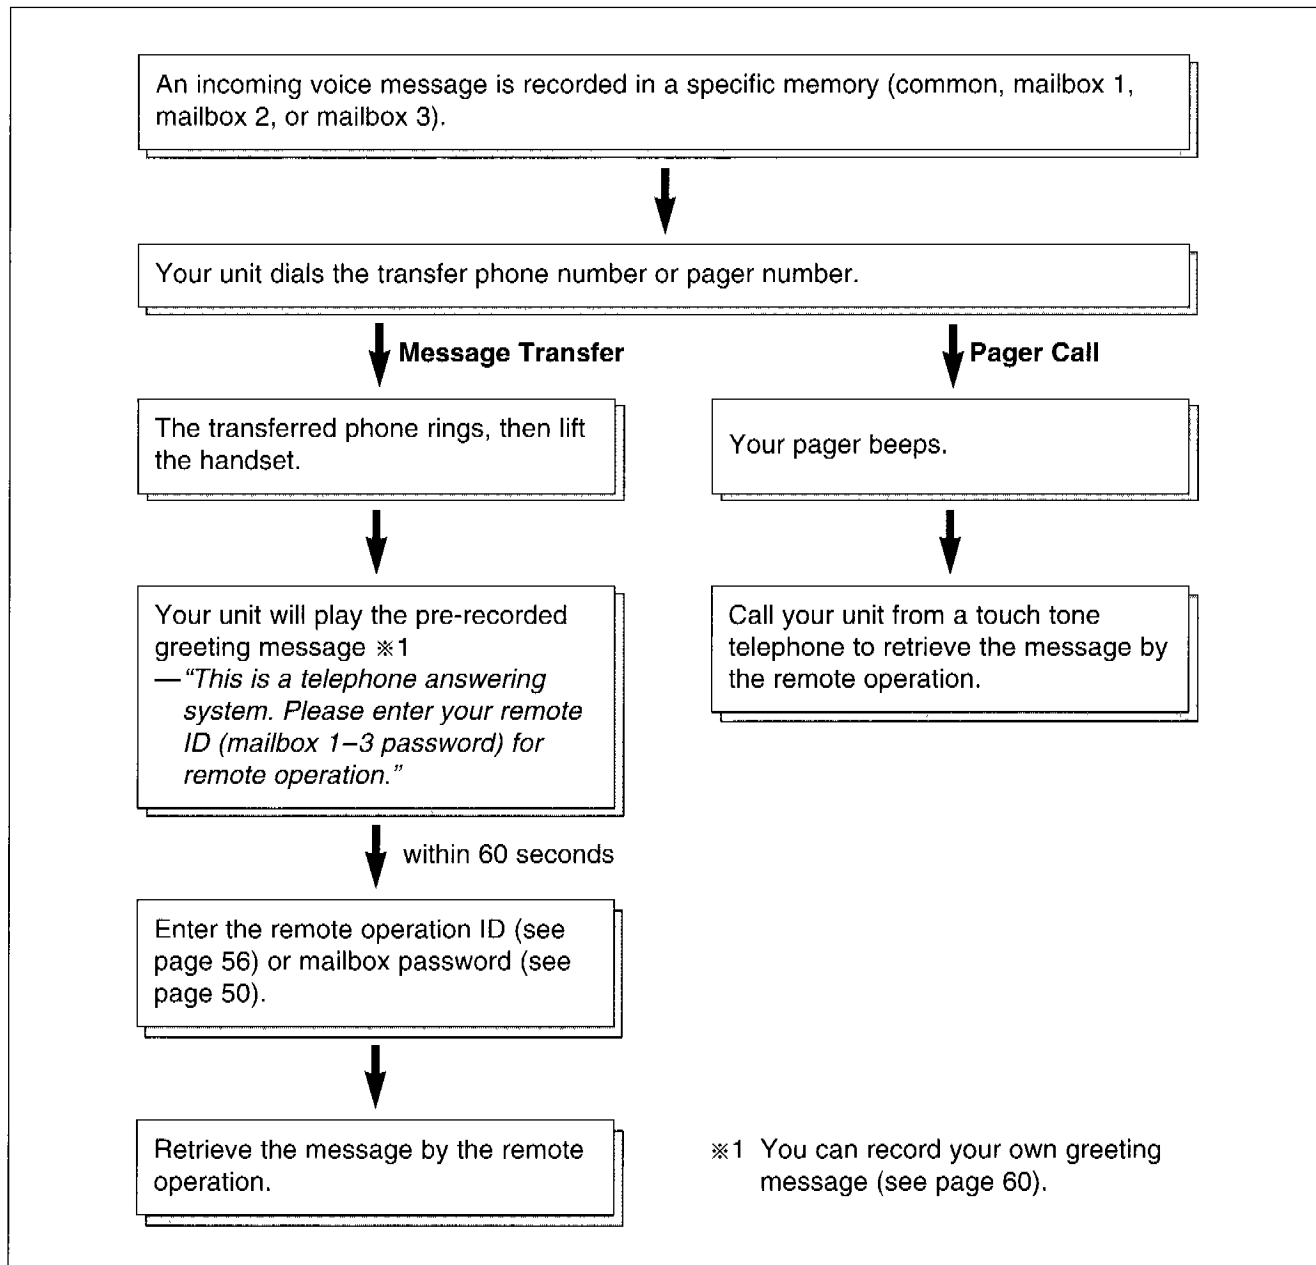 An incoming voice message is recorded in a specific memory (common, mailbox 1,
mailbox 2, or mailbox 3).
Your unit dials the transfer phone number or pager number.
Message Transfer
Pager Call
The transferred phone rings, then lift
the handset.
Your pager beeps.
Your unit will play the pre-recorded
greeting message ※1
—“This is a telephone answering
system. Please enter your remote
ID (mailbox 1–3 password) for
remote operation.”
Call your unit from a touch tone
telephone to retrieve the message by
the remote operation.
within 60 seconds
Enter the remote operation ID (see
page 56) or mailbox password (see
page 50).
Retrieve the message by the remote
operation.
※1 You can record your own greeting
message (see page 60).